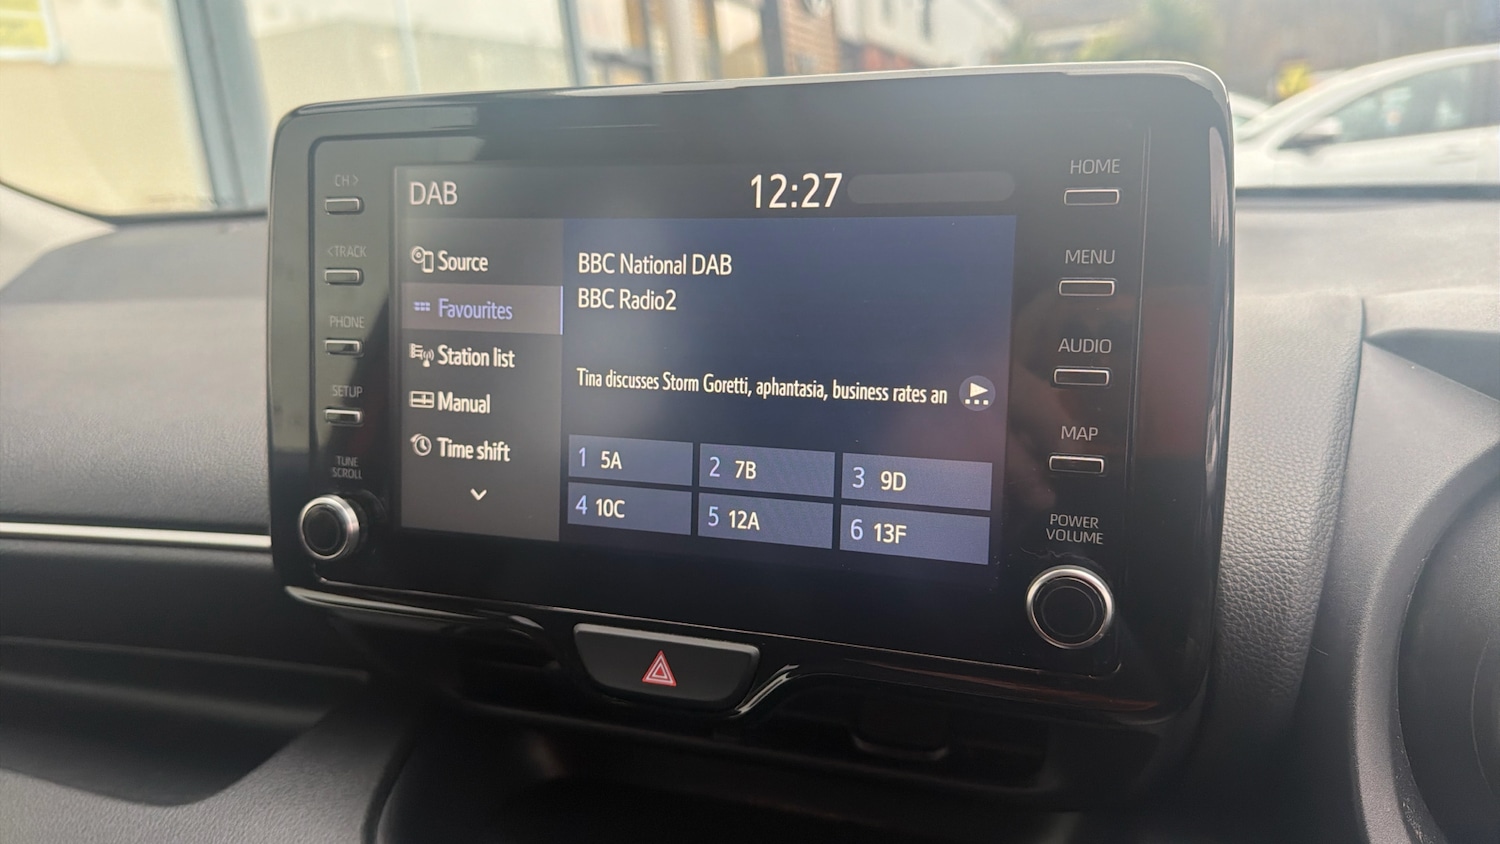 CH>
<TRACK
PHONE
SETUP
TUNE
SCROLL
DAB
12:27
Source
Favourites
Station list
Manual
Time shift
BBC National DAB
BBC Radio2
Tina discusses Storm Goretti, aphantasia, business rates an
1 5A
2 7B
3 9D
4 10C
5 12A
6 13F
HOME
MENU
AUDIO
MAP
POWER
VOLUME